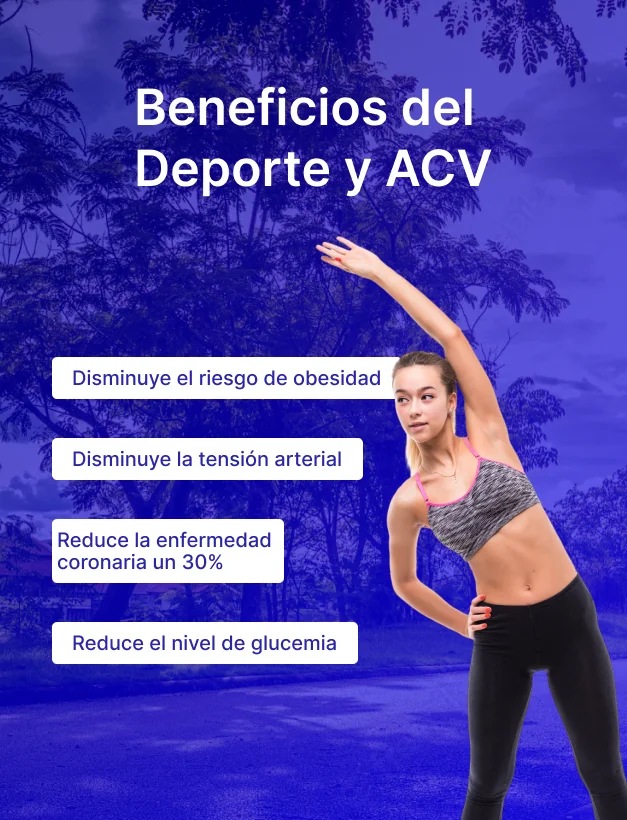 Beneficios del
Deporte y ACV
Disminuye el riesgo de obesidad
Disminuye la tensión arterial
Reduce la enfermedad
coronaria un 30%
Reduce el nivel de glucemia